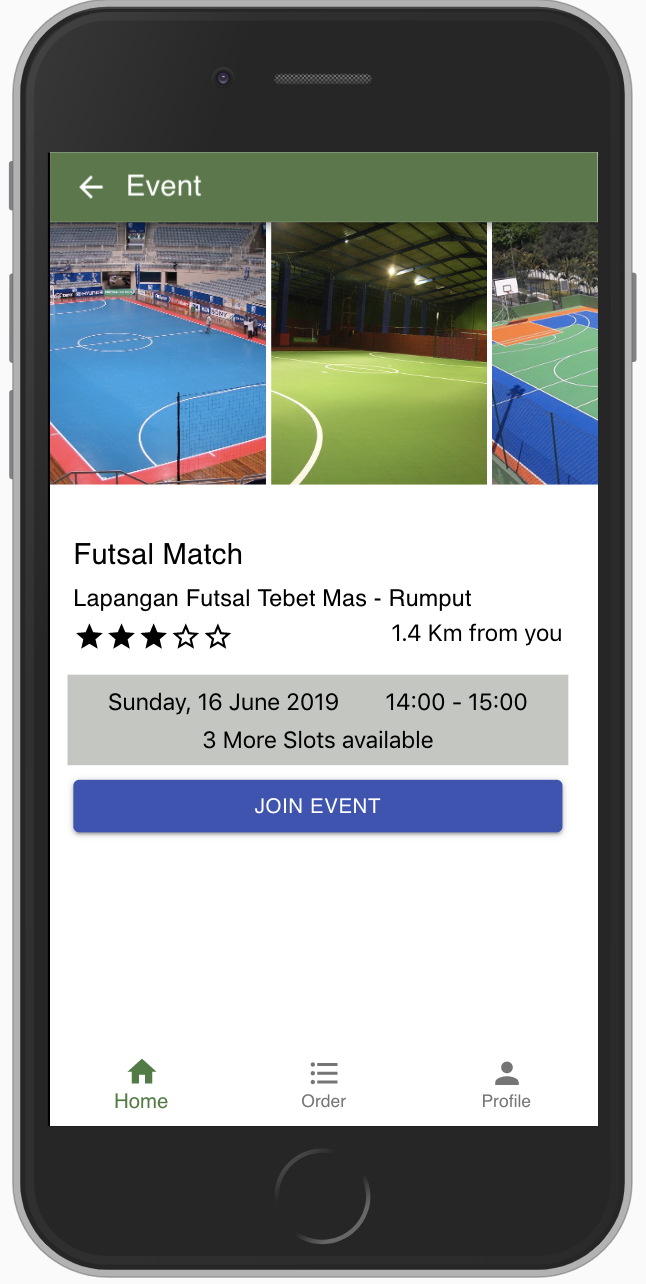 Event
Futsal Match
Lapangan Futsal Tebet Mas - Rumput
1.4 Km from you
Sunday, 16 June 2019 14:00 - 15:00
3 More Slots available
JOIN EVENT
Home Order Profile